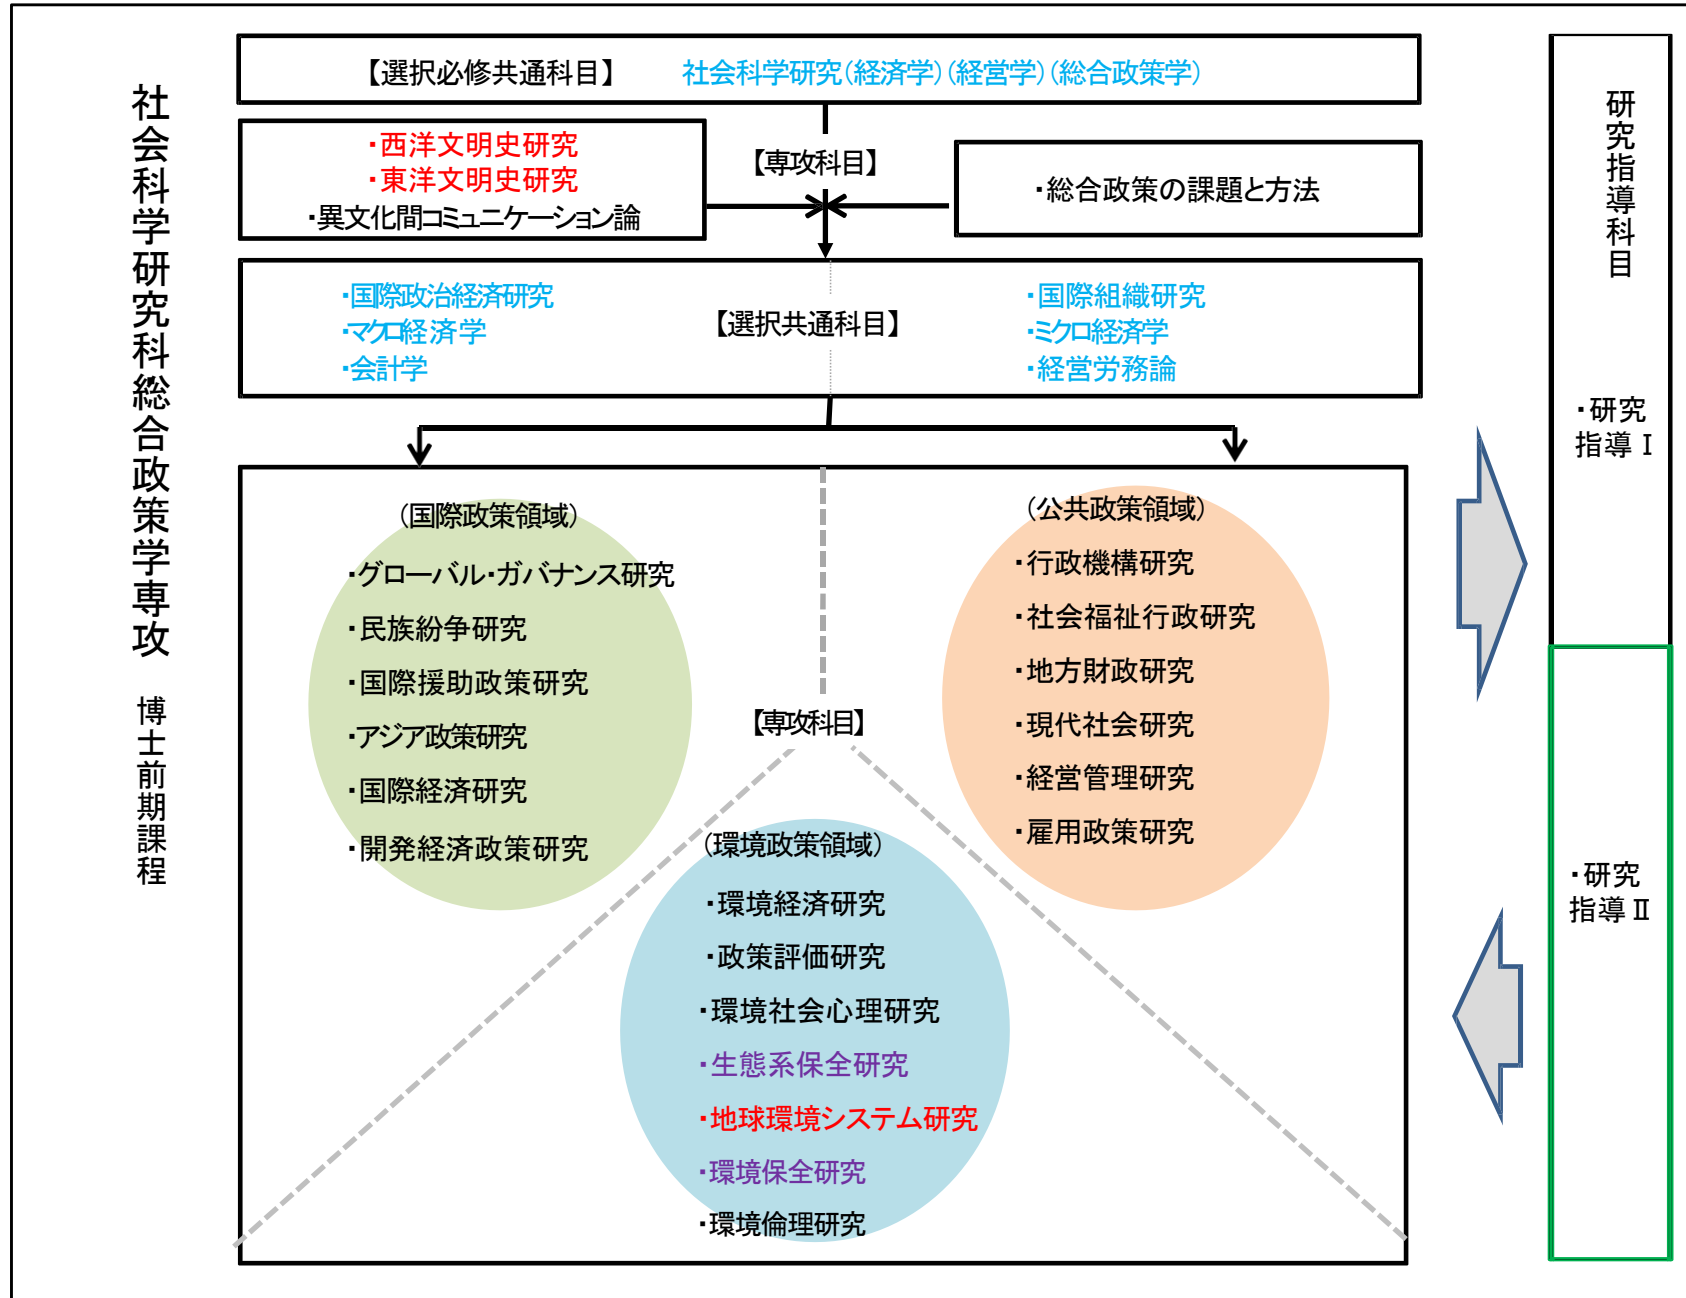 社会科学研究科総合政策学専攻 博士前期課程
【選択必修共通科目】 社会科学研究(経済学)(経営学)(総合政策学)
・西洋文明史研究
・東洋文明史研究
・異文化間コミュニケーション論
【専攻科目】
・総合政策の課題と方法
・国際政治経済研究
・マクロ経済学
・会計学
【選択共通科目】
・国際組織研究
・ミクロ経済学
・経営労務論
(国際政策領域)
・グローバル・ガバナンス研究
・民族紛争研究
・国際援助政策研究
・アジア政策研究
・国際経済研究
・開発経済政策研究
(公共政策領域)
・行政機構研究
・社会福祉行政研究
・地方財政研究
・現代社会研究
・経営管理研究
・雇用政策研究
【専攻科目】
(環境政策領域)
・環境経済研究
・政策評価研究
・環境社会心理研究
・生態系保全研究
・地球環境システム研究
・環境保全研究
・環境倫理研究
研究指導科目
・研究
指導Ⅰ
・研究
指導Ⅱ